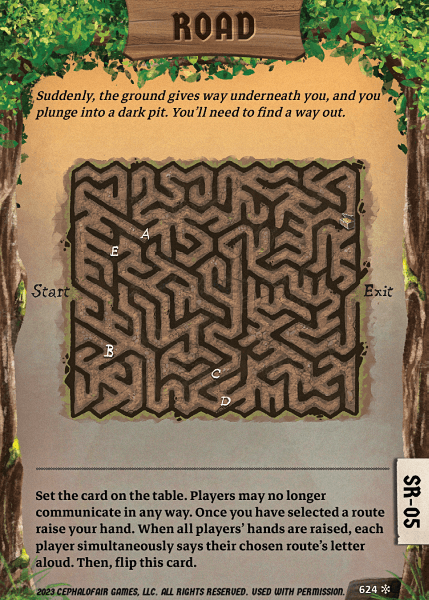 ROAD
Suddenly, the ground gives way underneath you, and you
plunge into a dark pit. You'll need to find a way out.
A
E
Start
Exit
B
C
D
SR-05
Set the card on the table. Players may no longer
communicate in any way. Once you have selected a route
raise your hand. When all players' hands are raised, each
player simultaneously says their chosen route's letter
aloud. Then, flip this card.
2023 CEPHALOFAIR GAMES, LLC. ALL RIGHTS RESERVED. USED WITH PERMISSION.
624